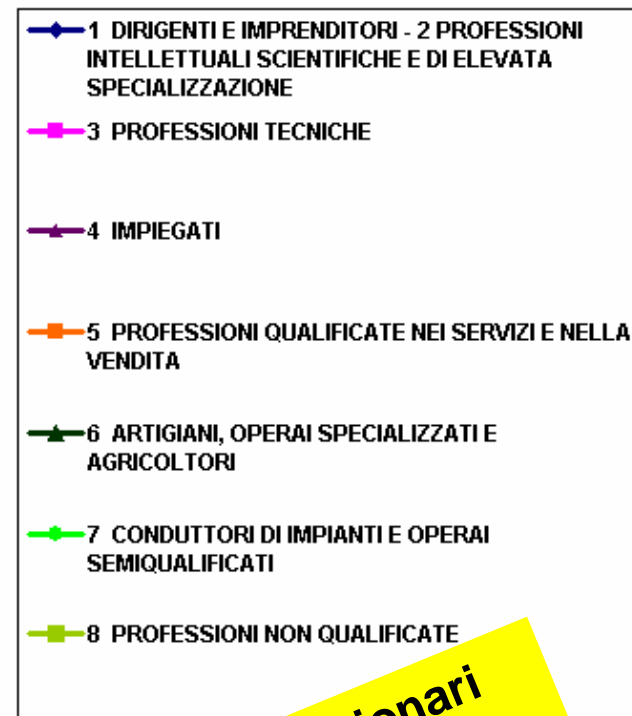 1 DIRIGENTI E IMPRENDITORI - 2 PROFESSIONI
INTELLETTUALI SCIENTIFICHE E DI ELEVATA
SPECIALIZZAZIONE
3 PROFESSIONI TECNICHE
4 IMPIEGATI
5 PROFESSIONI QUALIFICATE NEI SERVIZI E NELLA
VENDITA
6 ARTIGIANI, OPERAI SPECIALIZZATI E
AGRICOLTORI
7 CONDUTTORI DI IMPIANTI E OPERAI
SEMIQUALIFICATI
8 PROFESSIONI NON QUALIFICATE